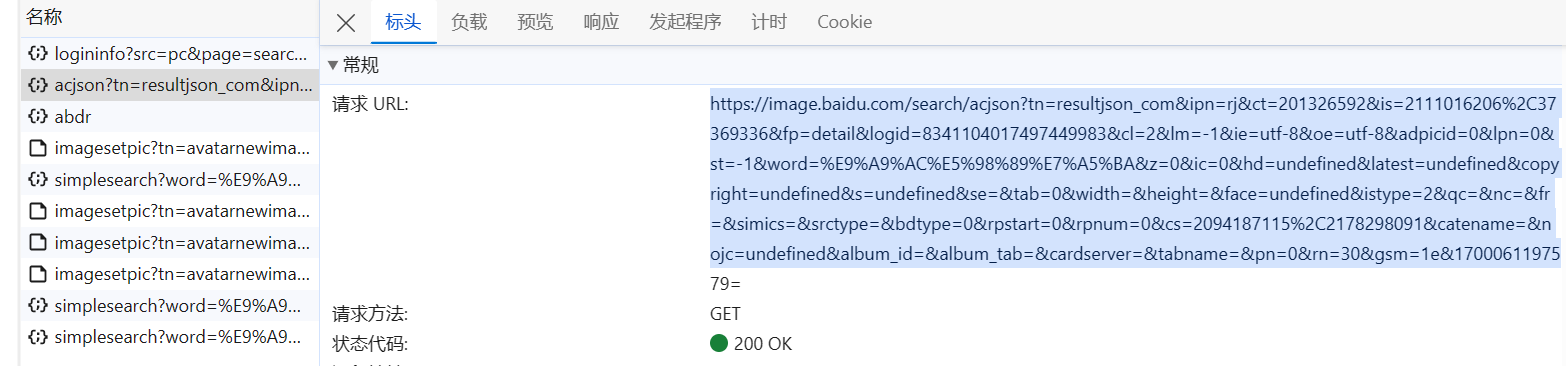 名称
标头 负载 预览 响应 发起程序 计时 Cookie
logininfo?src=pc&page=searc...
acjson?tn=resultjson_com&ipn...
abdr
imagesetpic?tn=avatarnewima...
simplesearch?word=%E9%A9...
imagesetpic?tn=avatarnewima...
imagesetpic?tn=avatarnewima...
imagesetpic?tn=avatarnewima...
simplesearch?word=%E9%A9...
simplesearch?word=%E9%A9...
常规
请求 URL:
https://image.baidu.com/search/acjson?tn=resultjson_com&ipn=rj&ct=201326592&is=2111016206%2C37
369336&fp=detail&logid=8341104017497449983&cl=2&lm=-1&ie=utf-8&oe=utf-8&adpicid=0&lpn=0&
st=-1&word=%E9%A9%AC%E5%98%89%E7%A5%BA&z=0&ic=0&hd=undefined&latest=undefined&copy
right=undefined&s=undefined&se=&tab=0&width=&height=&face=undefined&istype=2&qc=&nc=&fr
=&simics=&srctype=&bdtype=0&rpstart=0&rpnum=0&cs=2094187115%2C2178298091&catename=&n
ojc=undefined&album_id=&album_tab=&cardserver=&tabname=&pn=0&rn=30&gsm=1e&17000611975
79=
请求方法: GET
状态代码: 200 OK